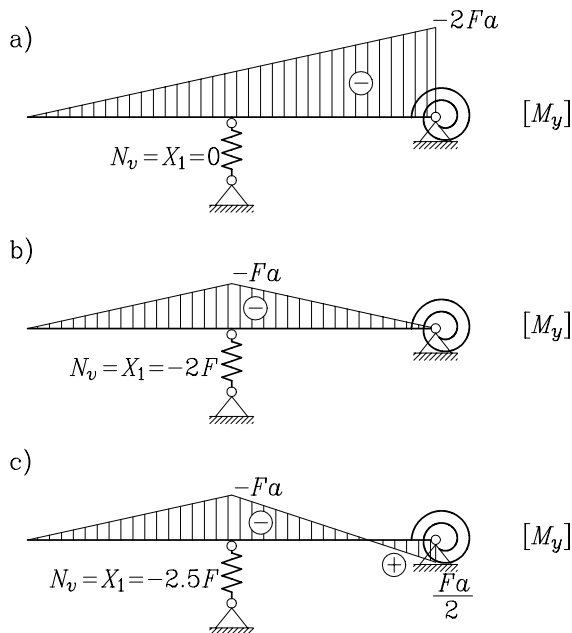 a)
−2Fa
−
[M_y]
N_v = X_1 = 0
b)
−Fa
−
[M_y]
N_v = X_1 = −2F
c)
−Fa
−
[M_y]
+
N_v = X_1 = −2.5F
Fa
2